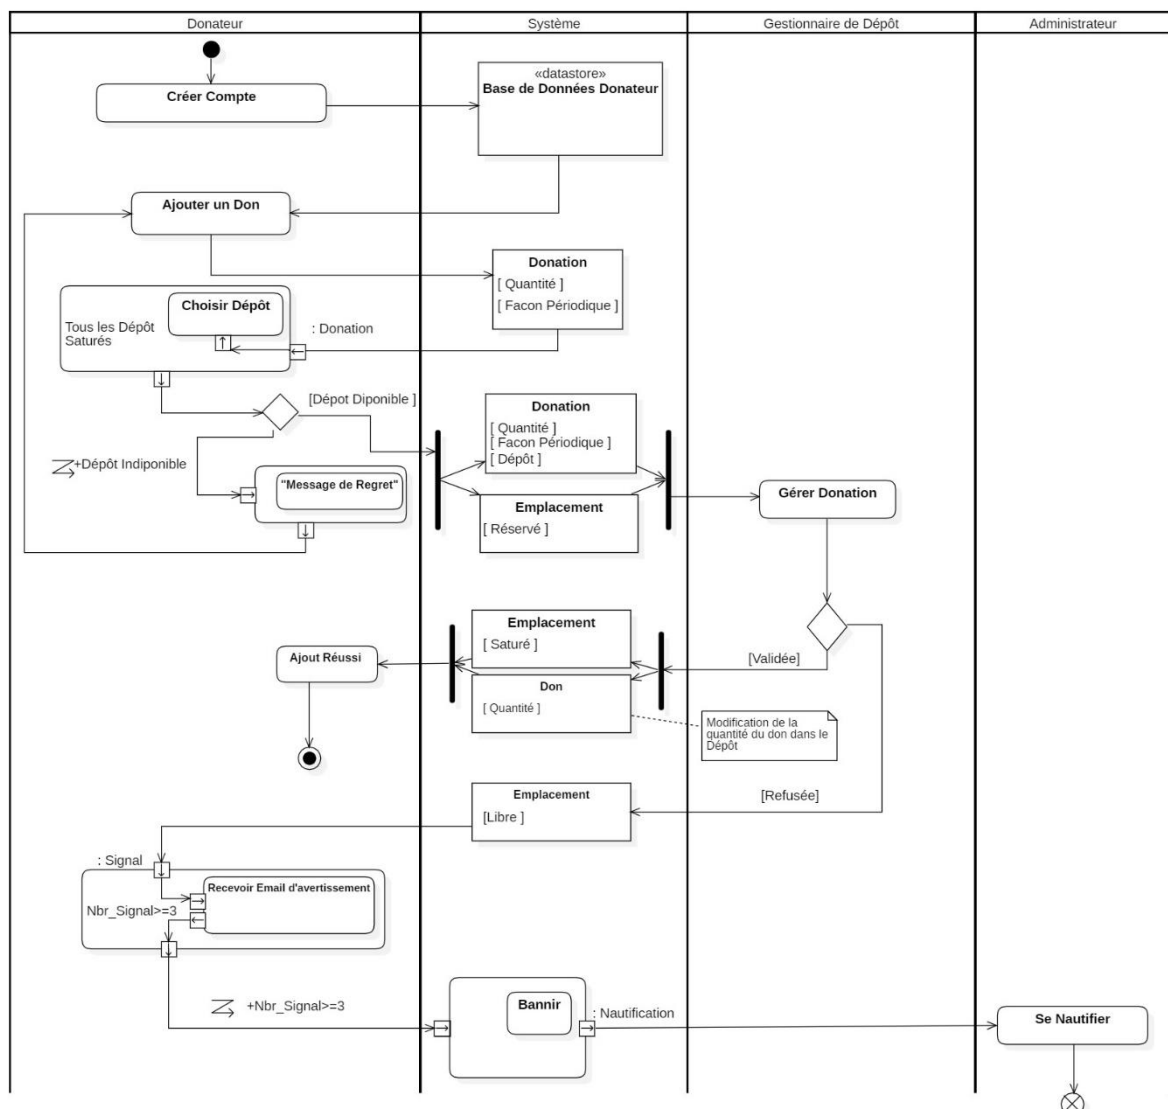 Donateur
Système
Gestionnaire de Dépôt
Administrateur
Créer Compte
«datastore»
Base de Données Donateur
Ajouter un Don
Donation
[ Quantité ]
[ Facon Périodique ]
Choisir Dépôt
Tous les Dépôt
Saturés
: Donation
[Dépot Diponible ]
Donation
[ Quantité ]
[ Facon Périodique ]
[ Dépôt ]
+Dépôt Indiponible
"Message de Regret"
Emplacement
[ Réservé ]
Gérer Donation
Emplacement
[ Saturé ]
[Validée]
Ajout Réussi
Don
[ Quantité ]
Modification de la
quantité du don dans le
Dépôt
Emplacement
[Libre ]
[Refusée]
: Signal
Recevoir Email d'avertissement
Nbr_Signal>=3
+Nbr_Signal>=3
Bannir
: Nautification
Se Nautifier